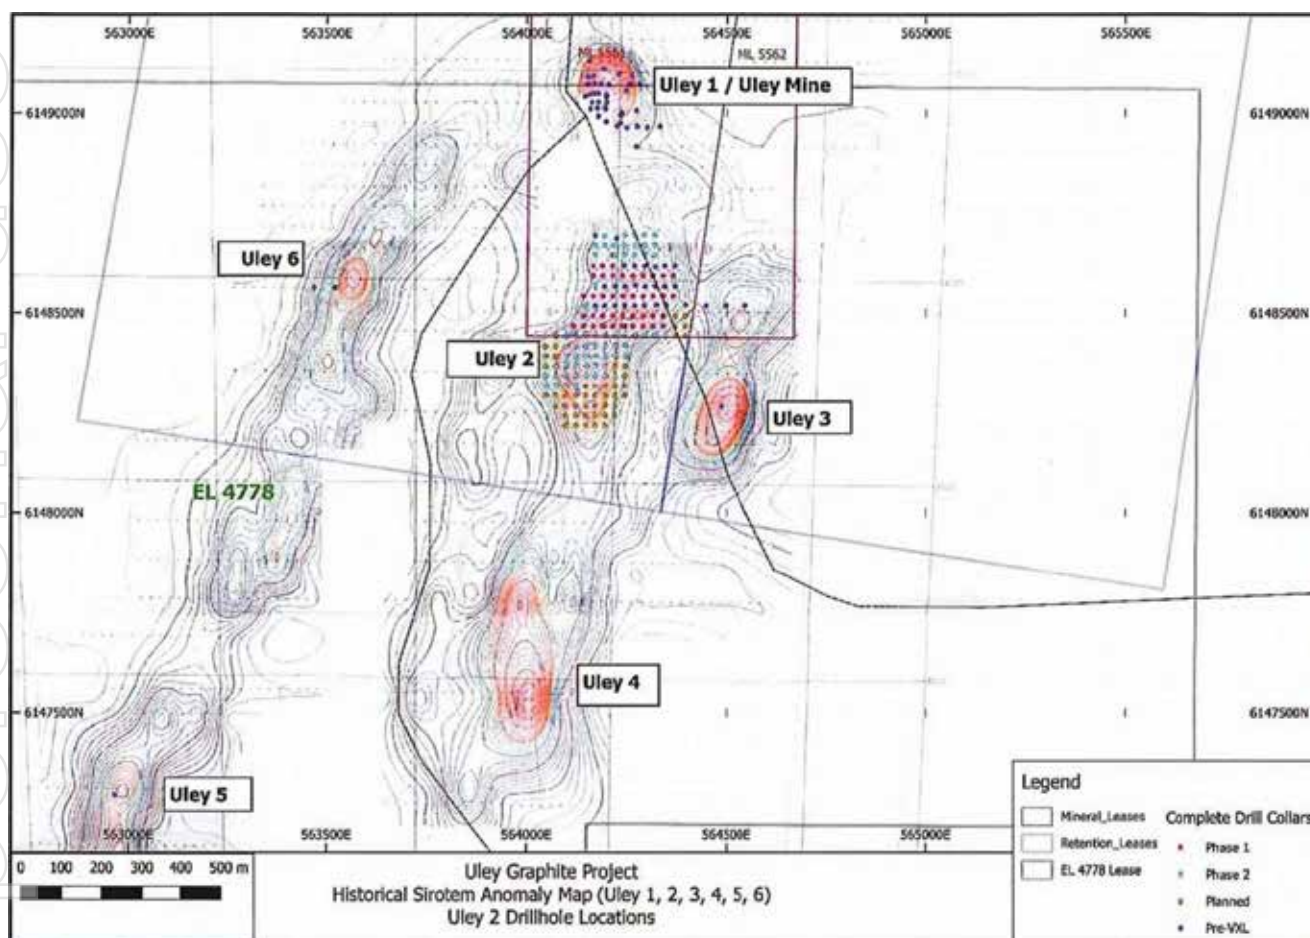 563000E 563500E 564000E 564500E 565000E 565500E
ML 5561 ML 5562
Uley 1 / Uley Mine
6149000N 6149000N
Uley 6
6148500N 6148500N
Uley 2
Uley 3
EL 4778
6148000N 6148000N
Uley 4
6147500N 6147500N
Uley 5
563000E 563500E 564000E 564500E 565000E
Legend
Mineral_Leases
Retention_Leases
EL 4778 Lease
Complete Drill Collars
Phase 1
Phase 2
Planned
Pre-VXL
0 100 200 300 400 500 m
Uley Graphite Project
Historical Sirotem Anomaly Map (Uley 1, 2, 3, 4, 5, 6)
Uley 2 Drillhole Locations